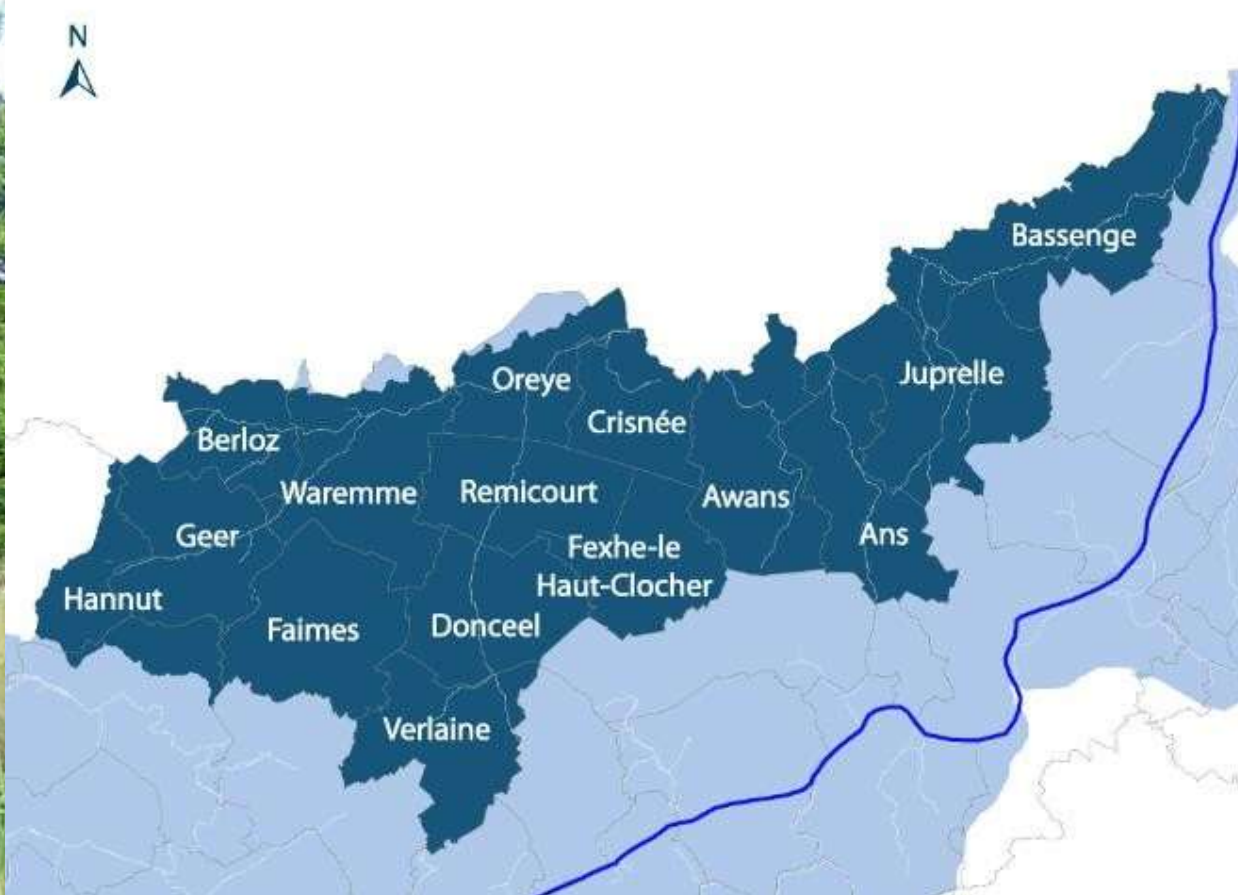 N
Bassenge
Juprelle
Oreye
Crisnée
Berloz
Waremme
Remicourt
Awans
Geer
Ans
Fexhe-le
Haut-Clocher
Hannut
Faimes
Donceel
Verlaine